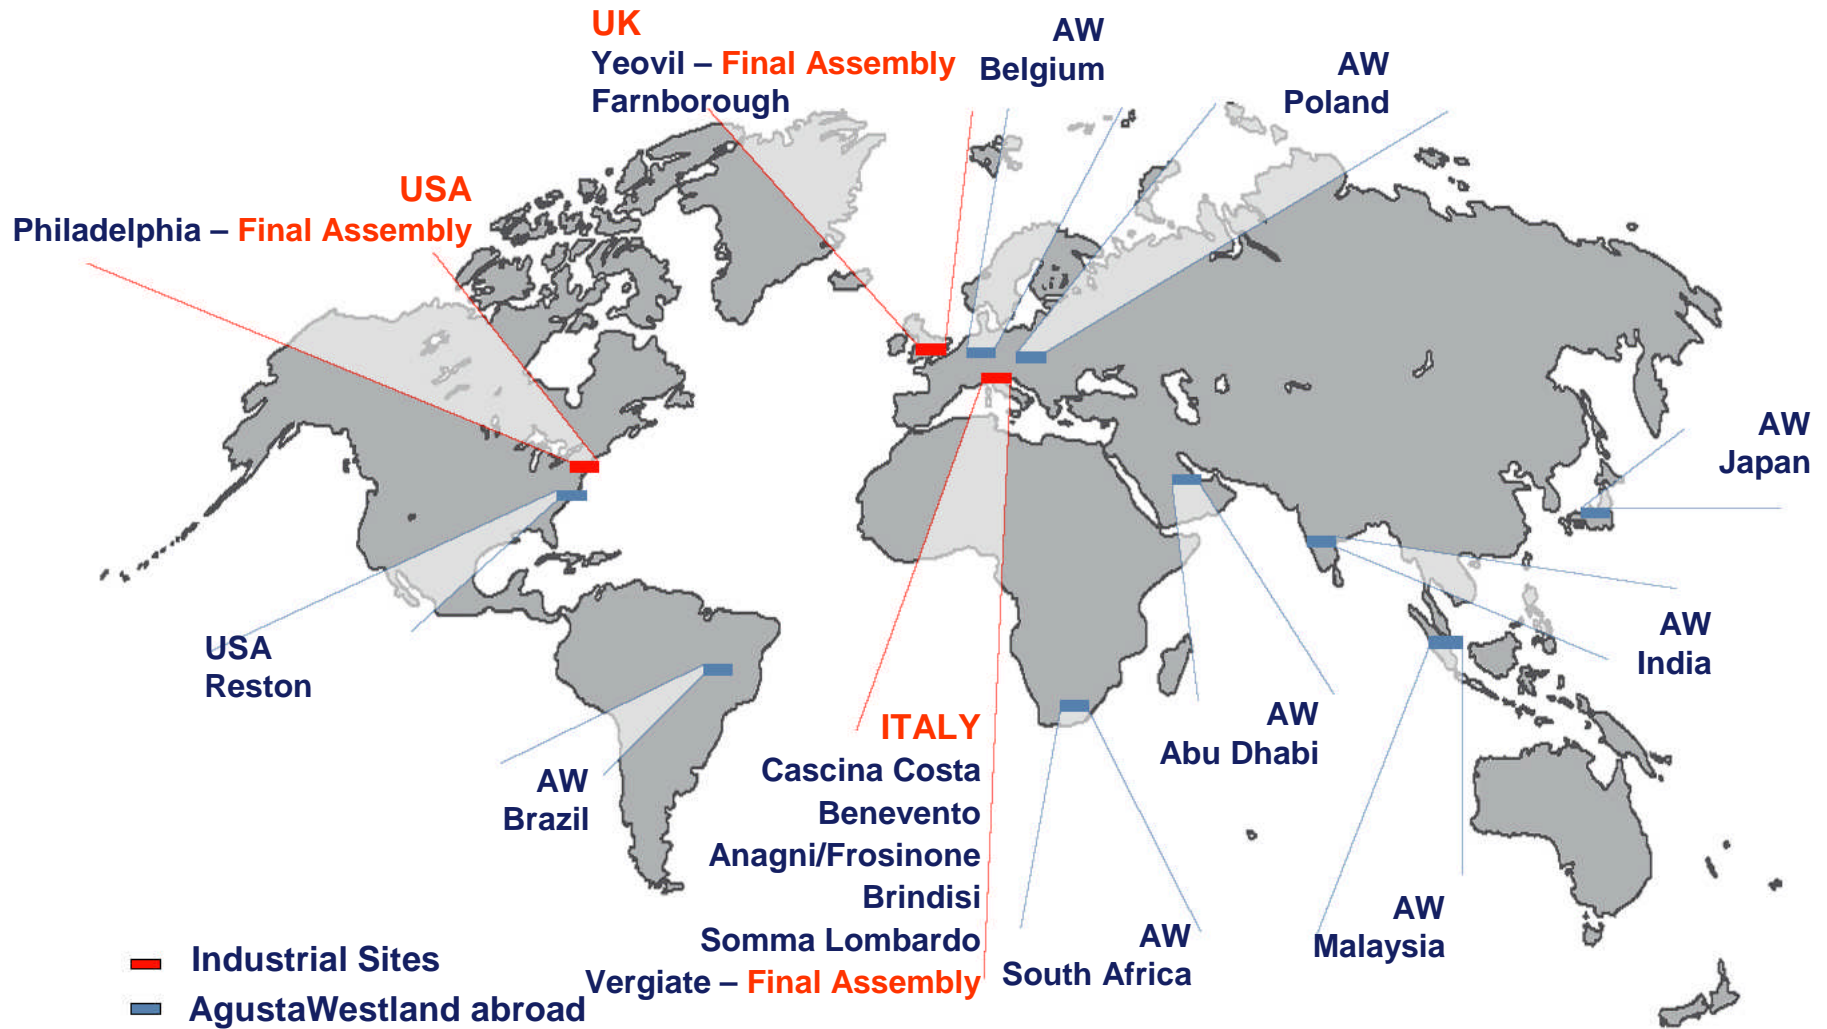 UK
Yeovil – Final Assembly
Farnborough
AW
Belgium
AW
Poland
USA
Philadelphia – Final Assembly
AW
Japan
USA
Reston
AW
India
AW
Abu Dhabi
AW
Brazil
ITALY
Cascina Costa
Benevento
Anagni/Frosinone
Brindisi
Somma Lombardo
Vergiate – Final Assembly
AW
South Africa
AW
Malaysia
Industrial Sites
AgustaWestland abroad